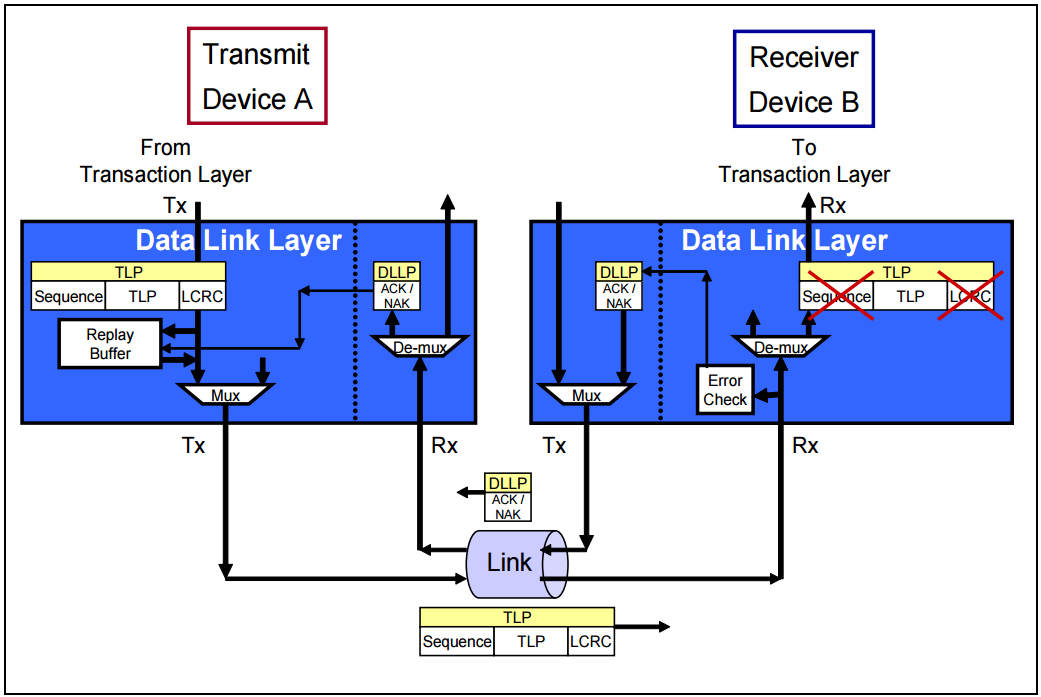 Transmit
Device A
Receiver
Device B
From
Transaction Layer
Tx
To
Transaction Layer
Rx
Data Link Layer
TLP
Sequence TLP LCRC
Replay
Buffer
Mux
DLLP
ACK /
NAK
De-mux
Data Link Layer
DLLP
ACK /
NAK
Mux
TLP
Sequence TLP LCRC
De-mux
Error
Check
Tx
Rx
Tx
Rx
DLLP
ACK /
NAK
Link
TLP
Sequence TLP LCRC